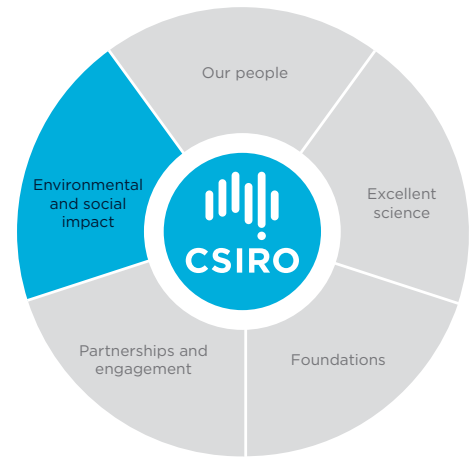 Our people
Excellent
science
Environmental
and social
impact
CSIRO
Partnerships and
engagement
Foundations